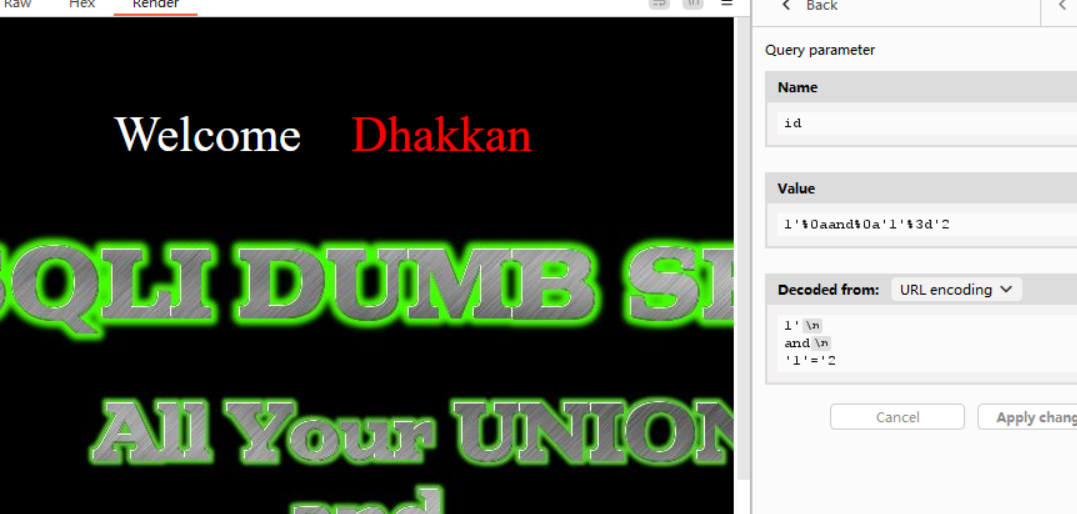 Raw Hex Render \n Back
Query parameter
Name
id
Value
1'%0aand%0a'1'%3d'2
Decoded from: URL encoding
1' \n
and \n
'1'='2
Cancel Apply chang
Welcome Dhakkan
SQLI DUMB SE
All Your UNION
and